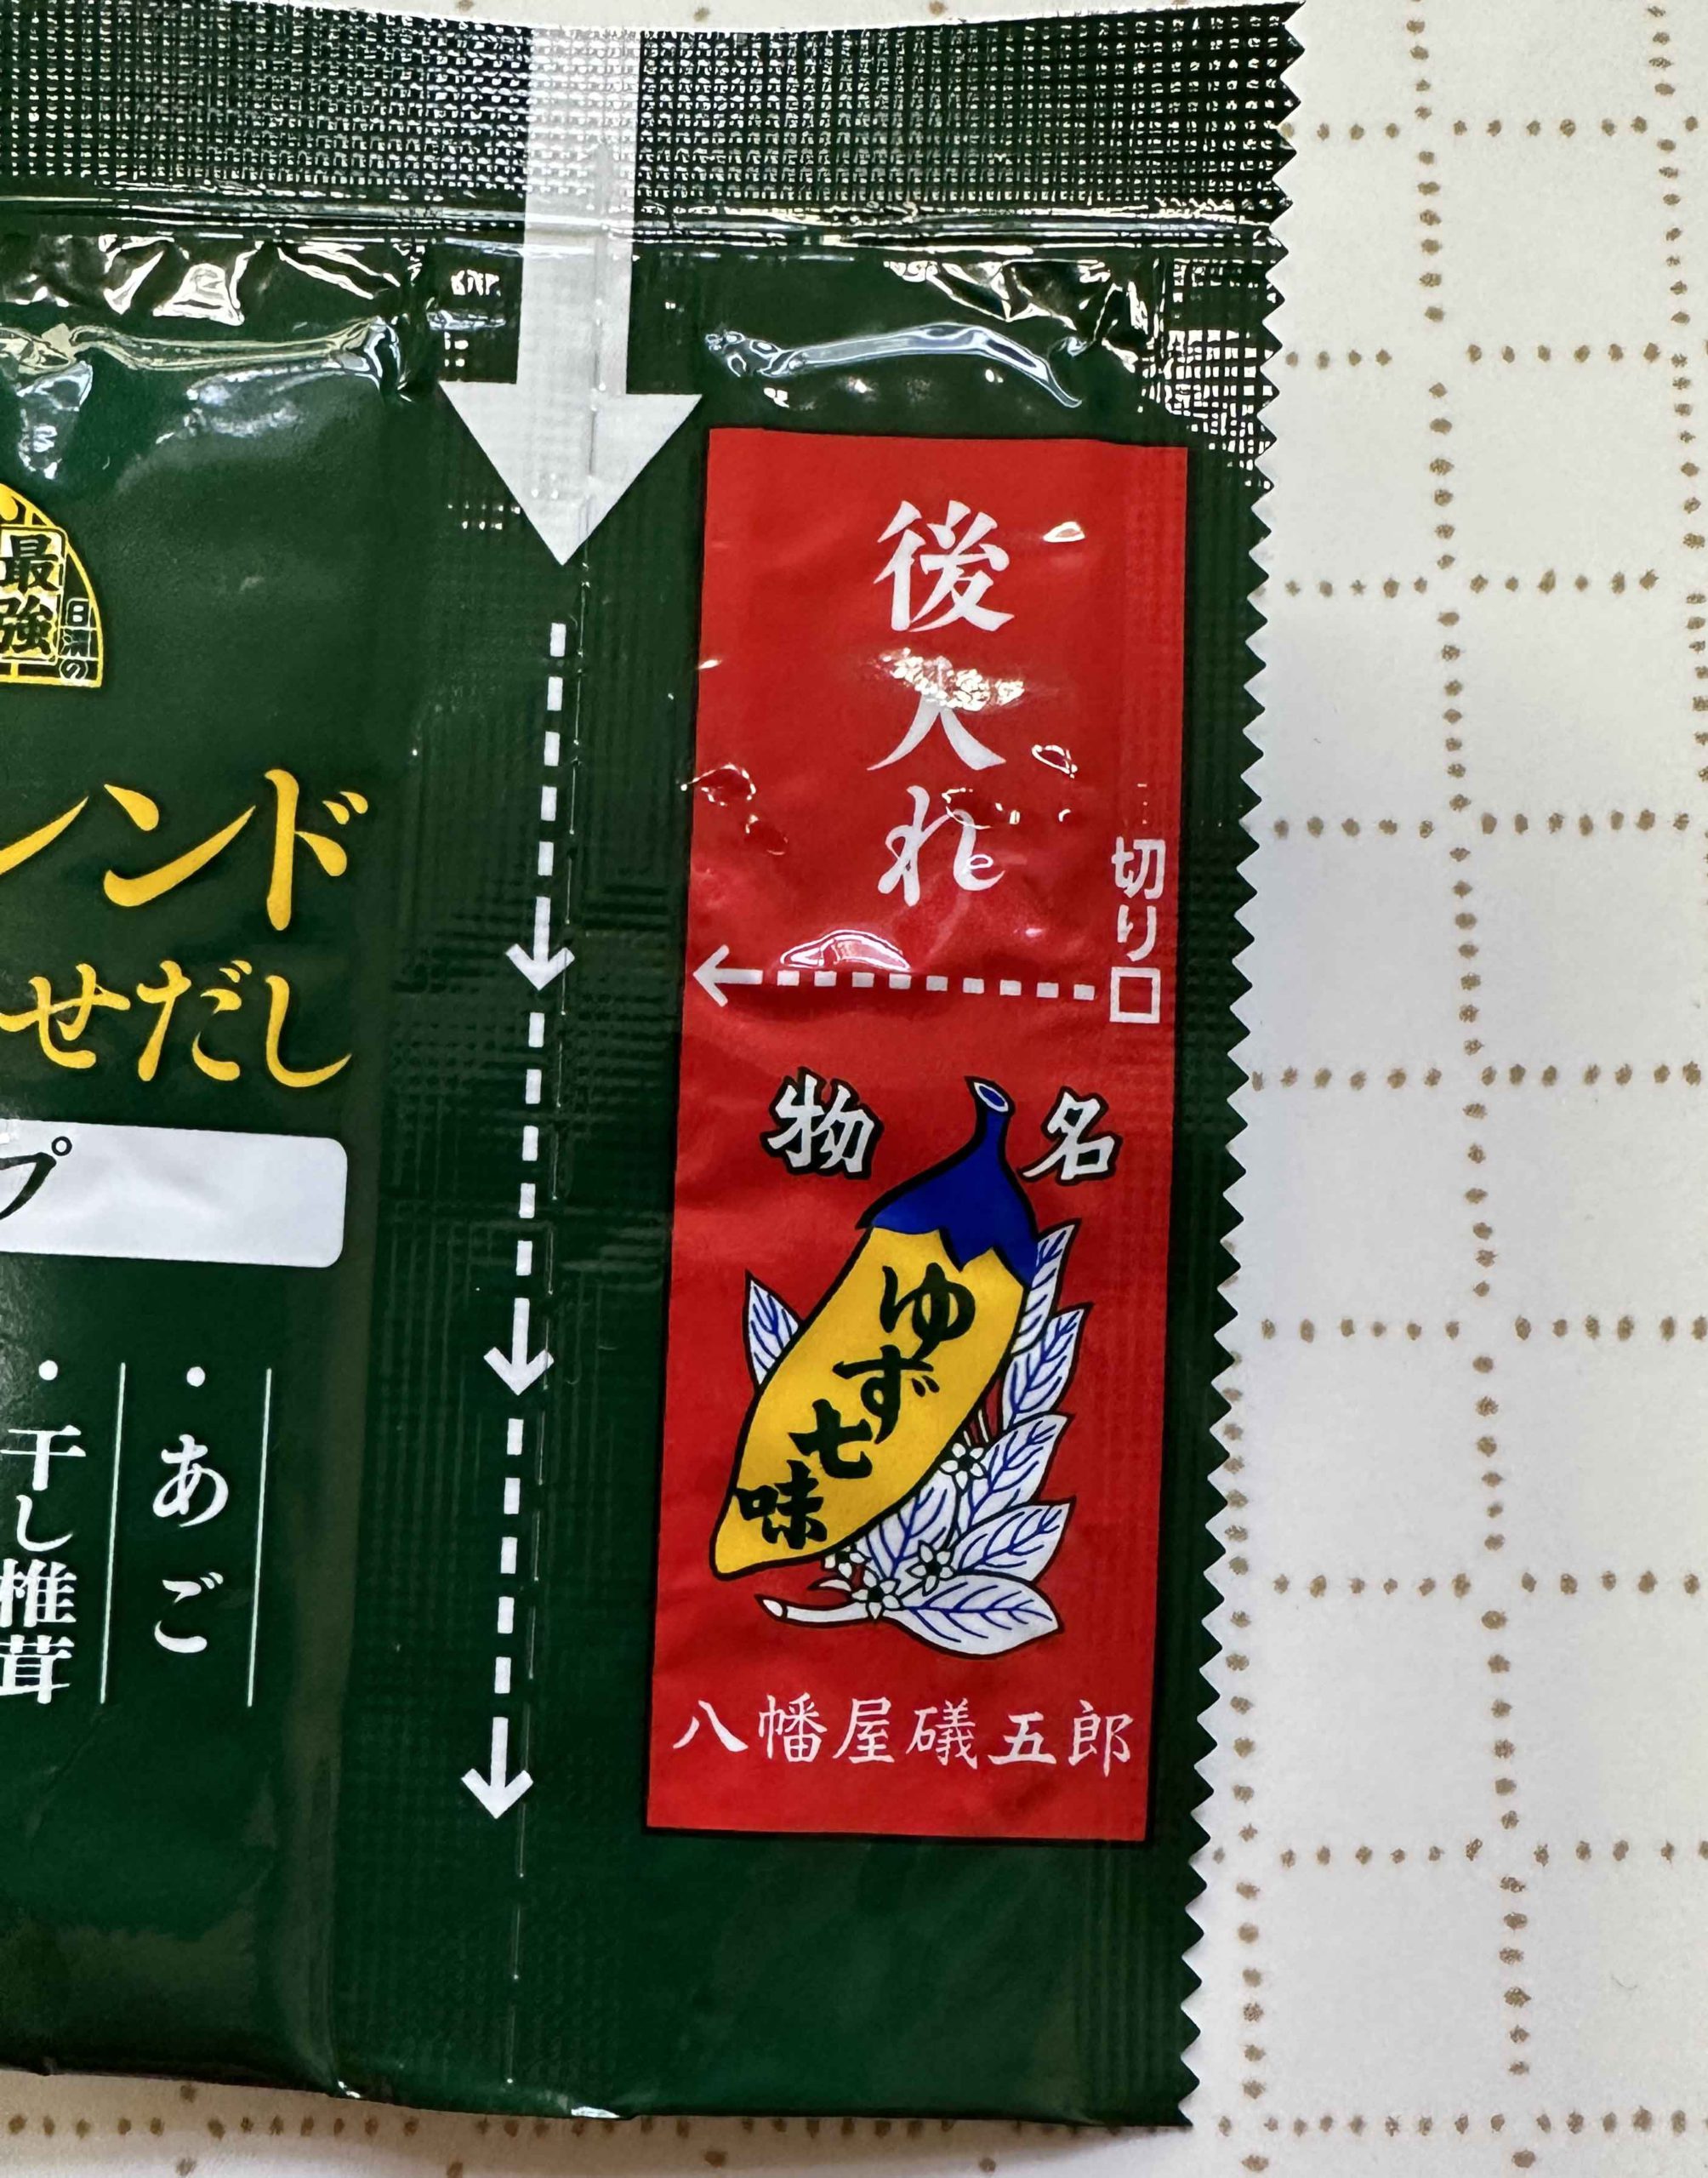 後入れ
切り口
名物
ゆず七味
八幡屋礒五郎
最強
日清の
ンド
せだし
プ
・あご
・干し椎茸